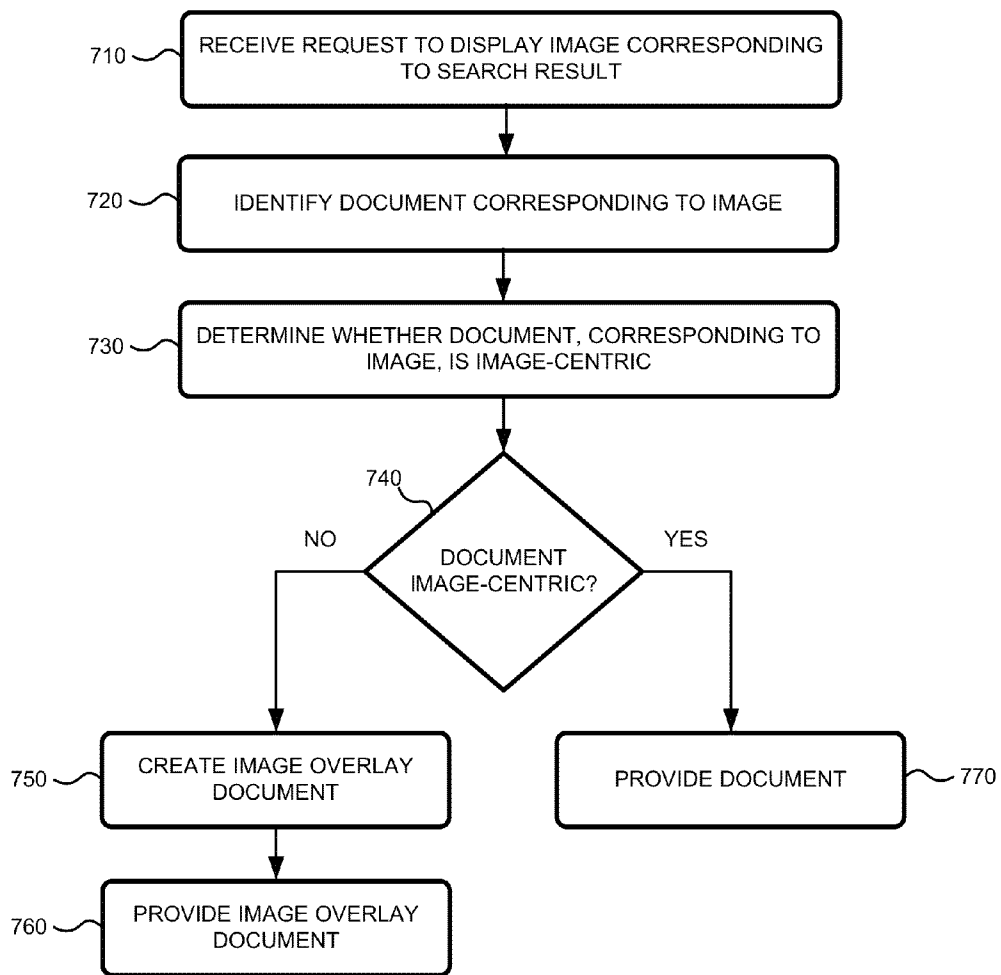 710
RECEIVE REQUEST TO DISPLAY IMAGE CORRESPONDING
TO SEARCH RESULT
720
IDENTIFY DOCUMENT CORRESPONDING TO IMAGE
730
DETERMINE WHETHER DOCUMENT, CORRESPONDING TO
IMAGE, IS IMAGE-CENTRIC
740
NO
YES
DOCUMENT
IMAGE-CENTRIC?
750
CREATE IMAGE OVERLAY
DOCUMENT
PROVIDE DOCUMENT
770
760
PROVIDE IMAGE OVERLAY
DOCUMENT